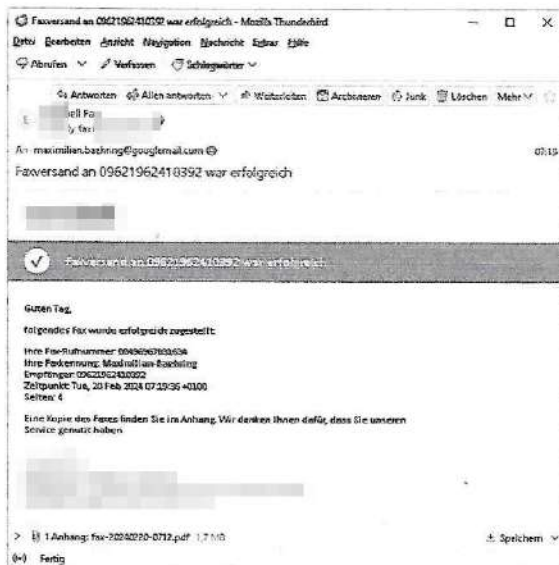 Faxversand an 09621962410392 war erfolgreich - Mozilla Thunderbird
Datei Bearbeiten Ansicht Navigation Nachricht Extras Hilfe
Abrufen Verfassen Schlagwörter
Antworten Allen antworten Weiterleiten Archivieren Junk Löschen Mehr
An maximilian.baehring@googlemail.com 07:19
Faxversand an 09621962410392 war erfolgreich
Faxversand an 09621962410392 war erfolgreich
Guten Tag,
folgendes Fax wurde erfolgreich zugestellt:
Ihre Fax-Rufnummer:
Ihre Faxkennung: Maximilian Baehring
Empfänger: 09621962410392
Zeitpunkt: Tue, 20 Feb 2024 07:19:36 +0100
Seiten: 4
Eine Kopie des Faxes finden Sie im Anhang. Wir danken Ihnen dafür, dass Sie unseren
Service genutzt haben
1 Anhang: fax-20240220-0712.pdf 1,7 MB Speichern
Fertig